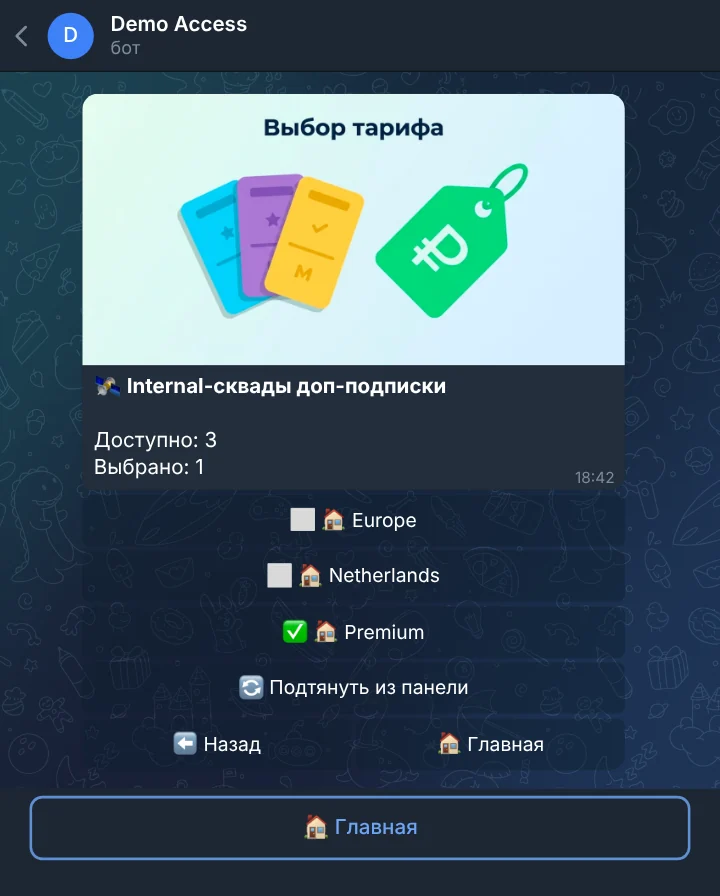 D
Demo Access
бот
Выбор тарифа
M
₽
🛰 Internal-сквады доп-подписки
Доступно: 3
Выбрано: 1
18:42
⬜ 🏠 Europe
⬜ 🏠 Netherlands
✅ 🏠 Premium
🔄 Подтянуть из панели
⬅️ Назад
🏠 Главная
🏠 Главная